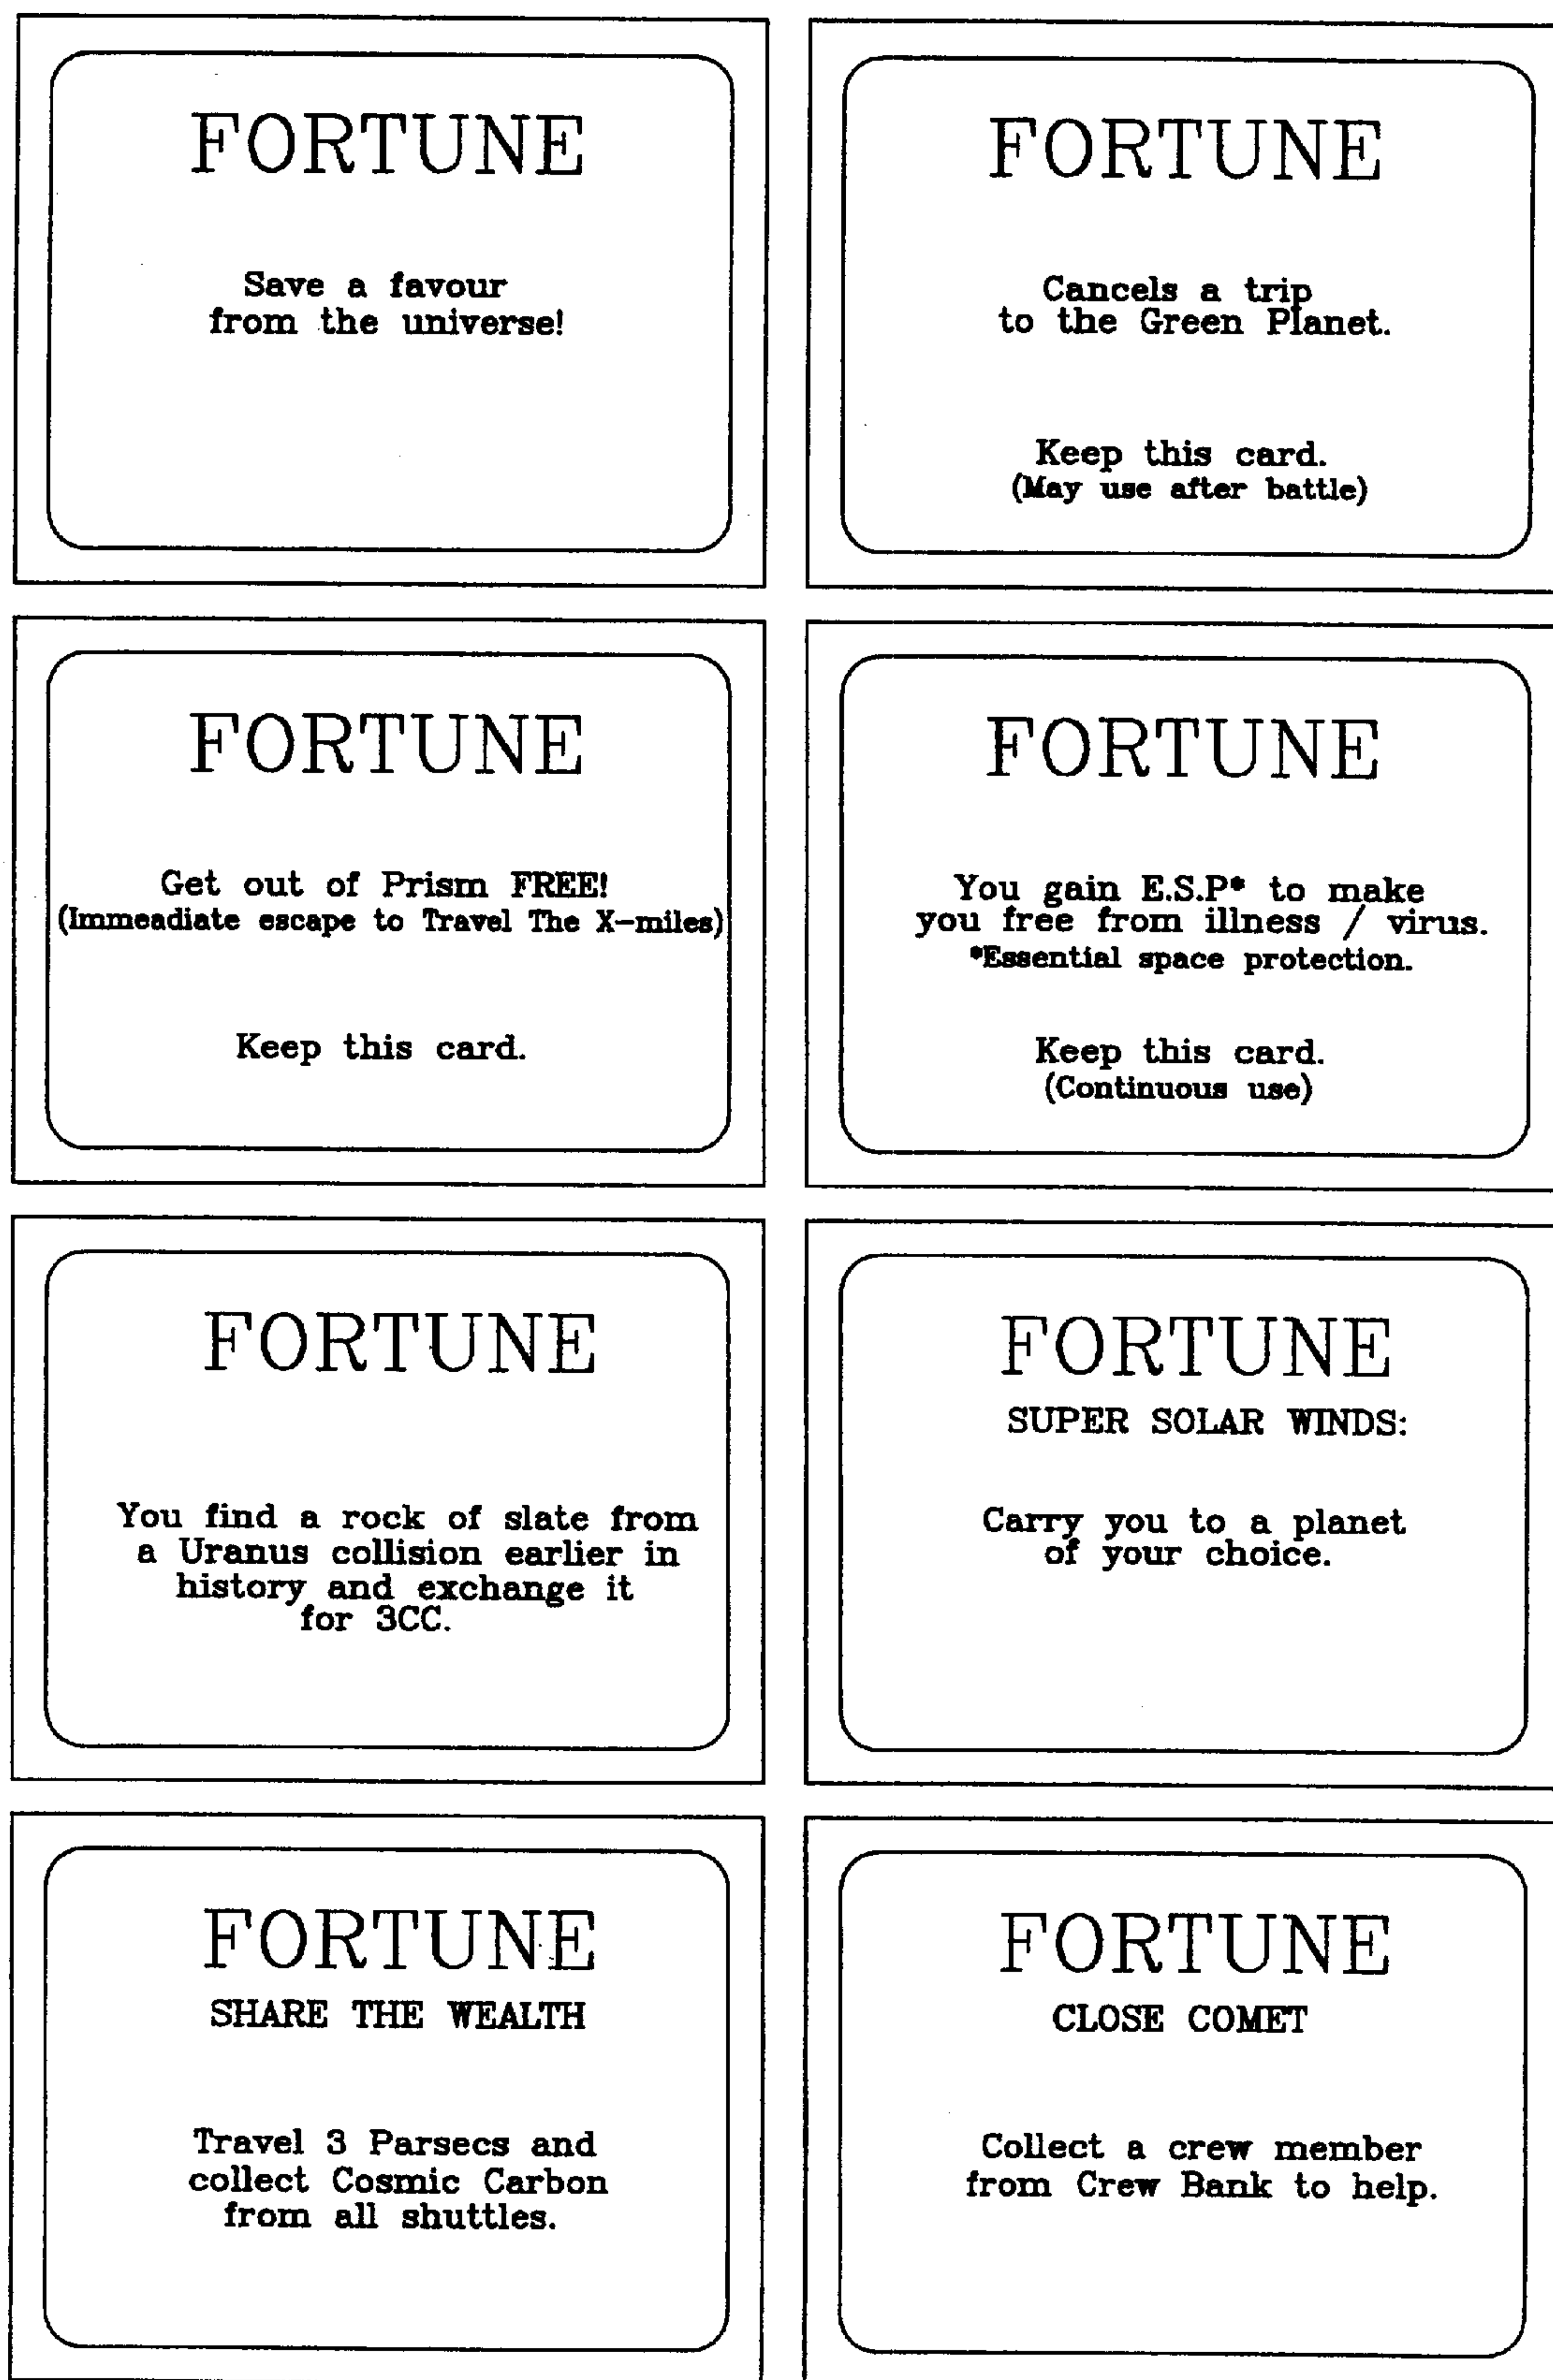 FORTUNE
Save a favour
from the universe!
FORTUNE
Cancels a trip
to the Green Planet.
Keep this card.
(May use after battle)
FORTUNE
Get out of Prism FREE!
(Immeadiate escape to Travel The X-miles)
Keep this card.
FORTUNE
You gain E.S.P* to make
you free from illness / virus.
*Essential space protection.
Keep this card.
(Continuous use)
FORTUNE
You find a rock of slate from
a Uranus collision earlier in
history and exchange it
for 3CC.
FORTUNE
SUPER SOLAR WINDS:
Carry you to a planet
of your choice.
FORTUNE
SHARE THE WEALTH
Travel 3 Parsecs and
collect Cosmic Carbon
from all shuttles.
FORTUNE
CLOSE COMET
Collect a crew member
from Crew Bank to help.